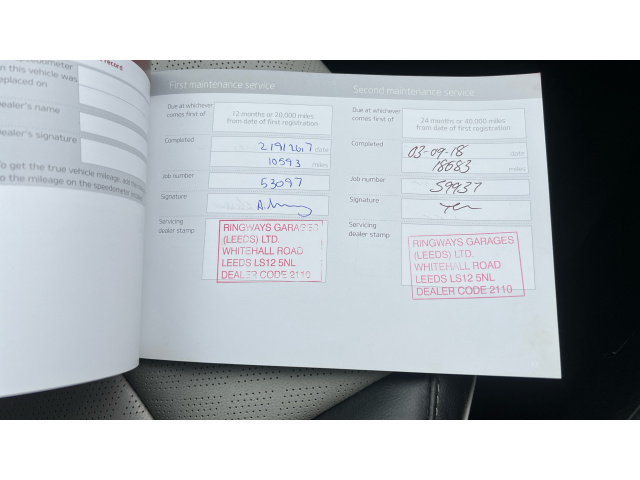 record
speedometer
n this vehicle was
eplaced on
ealer's name
ealer's signature
o get the true vehicle mileage, add the
o the mileage on the speedometer
First maintenance service
Due at whichever
comes first of
12 months or 20,000 miles
from date of first registration
Completed
21912017 date
10593 miles
Job number
53097
Signature
Servicing
dealer stamp
RINGWAYS GARAGES
(LEEDS) LTD.
WHITEHALL ROAD
LEEDS LS12 5NL
DEALER CODE 2110
Second maintenance service
Due at whichever
comes first of
24 months or 40,000 miles
from date of first registration
Completed
03-09-18 date
18683 miles
Job number
59937
Signature
Servicing
dealer stamp
RINGWAYS GARAGES
(LEEDS) LTD.
WHITEHALL ROAD
LEEDS LS12 5NL
DEALER CODE 2110